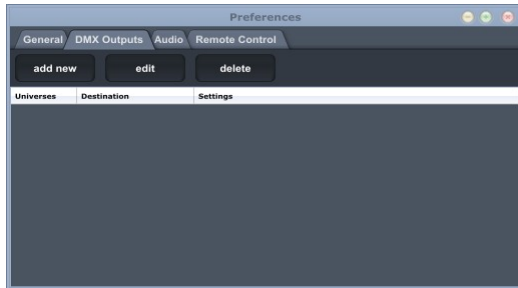 Preferences
General DMX Outputs Audio Remote Control
add new edit delete
Universes Destination Settings